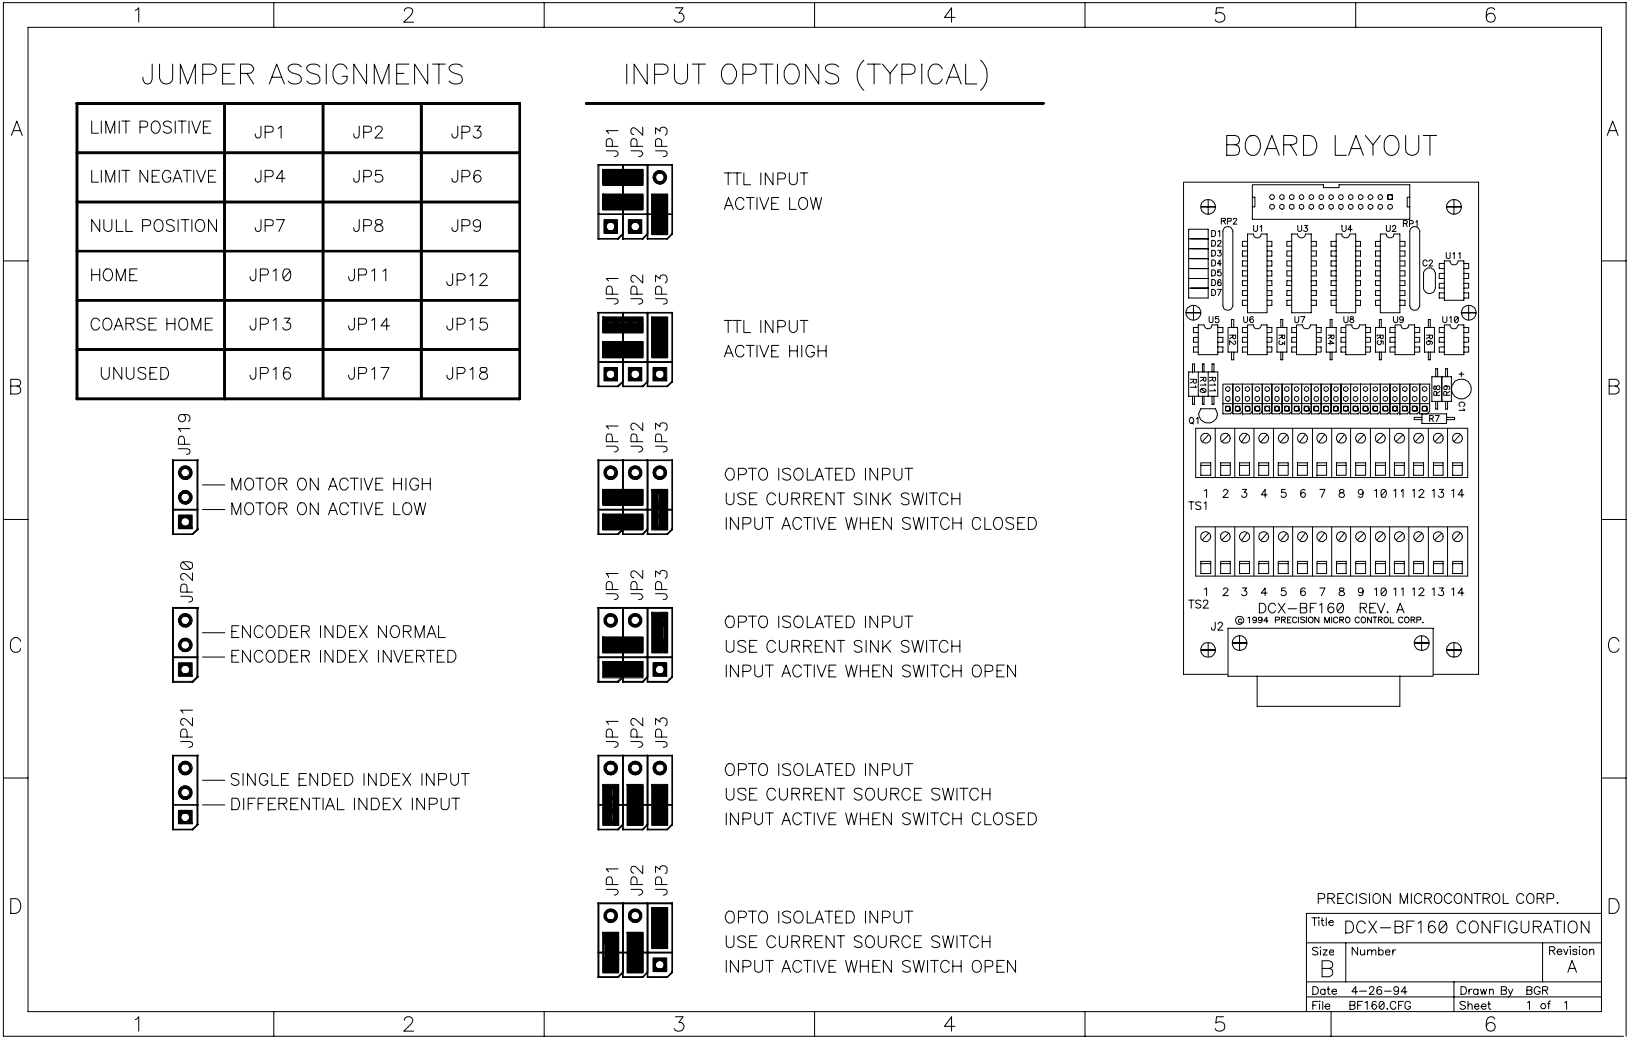 1 2 3 4 5 6
JUMPER ASSIGNMENTS
LIMIT POSITIVE JP1 JP2 JP3
LIMIT NEGATIVE JP4 JP5 JP6
NULL POSITION JP7 JP8 JP9
HOME JP10 JP11 JP12
COARSE HOME JP13 JP14 JP15
UNUSED JP16 JP17 JP18
JP19
MOTOR ON ACTIVE HIGH
MOTOR ON ACTIVE LOW
JP20
ENCODER INDEX NORMAL
ENCODER INDEX INVERTED
JP21
SINGLE ENDED INDEX INPUT
DIFFERENTIAL INDEX INPUT
INPUT OPTIONS (TYPICAL)
JP1 JP2 JP3
TTL INPUT
ACTIVE LOW
JP1 JP2 JP3
TTL INPUT
ACTIVE HIGH
JP1 JP2 JP3
OPTO ISOLATED INPUT
USE CURRENT SINK SWITCH
INPUT ACTIVE WHEN SWITCH CLOSED
JP1 JP2 JP3
OPTO ISOLATED INPUT
USE CURRENT SINK SWITCH
INPUT ACTIVE WHEN SWITCH OPEN
JP1 JP2 JP3
OPTO ISOLATED INPUT
USE CURRENT SOURCE SWITCH
INPUT ACTIVE WHEN SWITCH CLOSED
JP1 JP2 JP3
OPTO ISOLATED INPUT
USE CURRENT SOURCE SWITCH
INPUT ACTIVE WHEN SWITCH OPEN
BOARD LAYOUT
RP2 RP1
U1 U3 U4 U2
D1
D2
D3
D4
D5
D6
D7
C2 U11
U5 U6 U7 U8 U9 U10
R2 R3 R4 R5 R6
R1 R10 R11 R8 R9 +
C1
Q1 R7
1 2 3 4 5 6 7 8 9 10 11 12 13 14
TS1
1 2 3 4 5 6 7 8 9 10 11 12 13 14
TS2
DCX-BF160 REV. A
© 1994 PRECISION MICRO CONTROL CORP.
J2
PRECISION MICROCONTROL CORP.
Title DCX-BF160 CONFIGURATION
Size B Number Revision A
Date 4-26-94 Drawn By BGR
File BF160.CFG Sheet 1 of 1
A A
B B
C C
D D
1 2 3 4 5 6